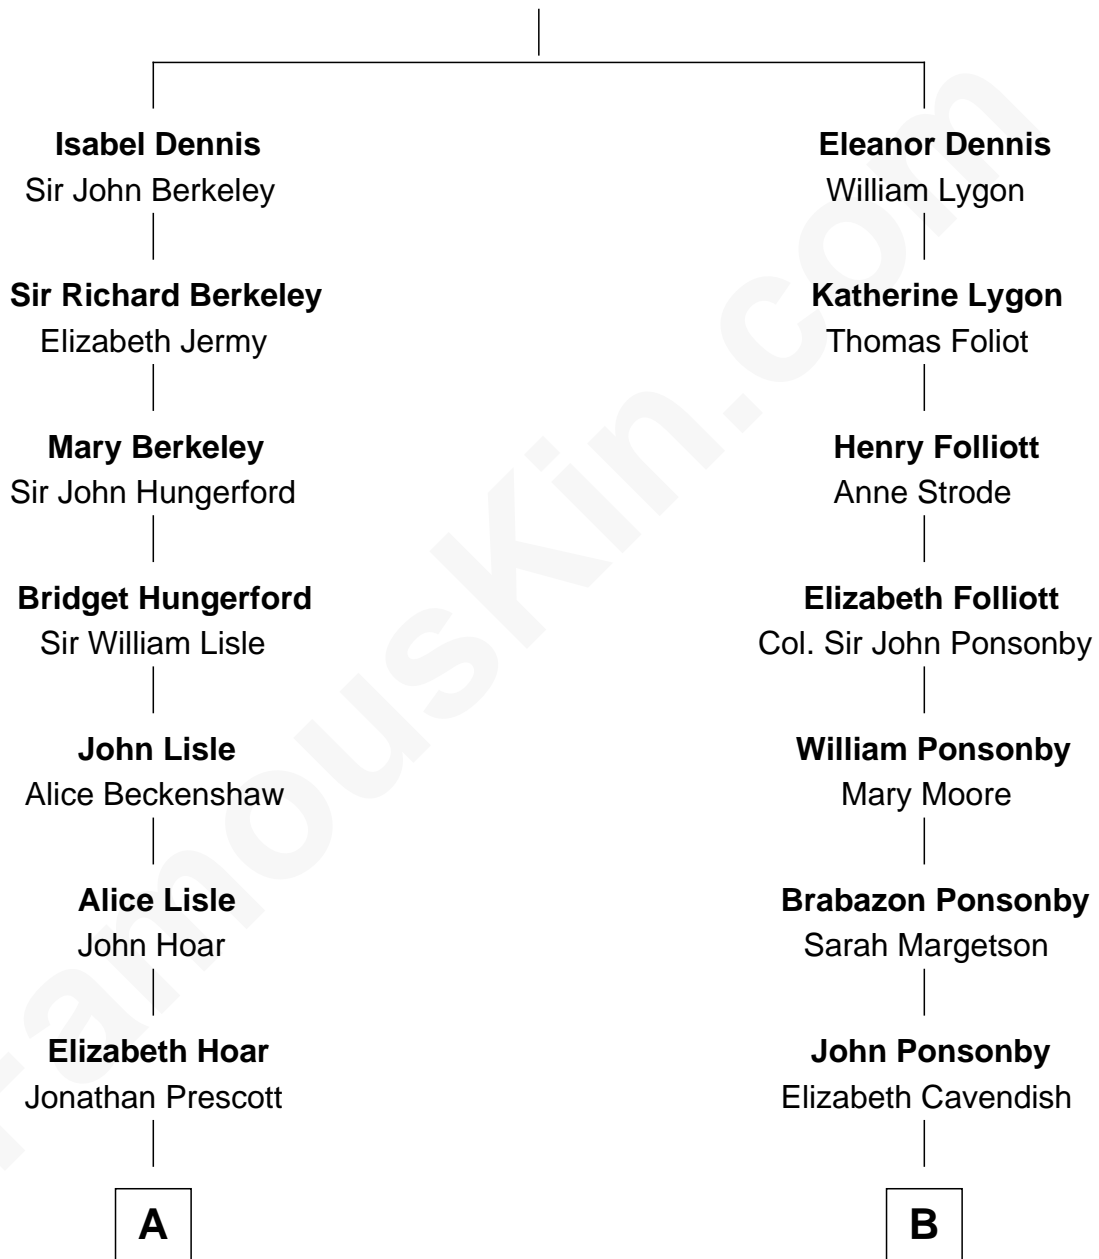 Isabel Dennis
Sir John Berkeley
Sir Richard Berkeley
Elizabeth Jermy
Mary Berkeley
Sir John Hungerford
Bridget Hungerford
Sir William Lisle
John Lisle
Alice Beckenshaw
Alice Lisle
John Hoar
Elizabeth Hoar
Jonathan Prescott
A
Eleanor Dennis
William Lygon
Katherine Lygon
Thomas Foliot
Henry Folliott
Anne Strode
Elizabeth Folliott
Col. Sir John Ponsonby
William Ponsonby
Mary Moore
Brabazon Ponsonby
Sarah Margetson
John Ponsonby
Elizabeth Cavendish
B
FamousKin.com